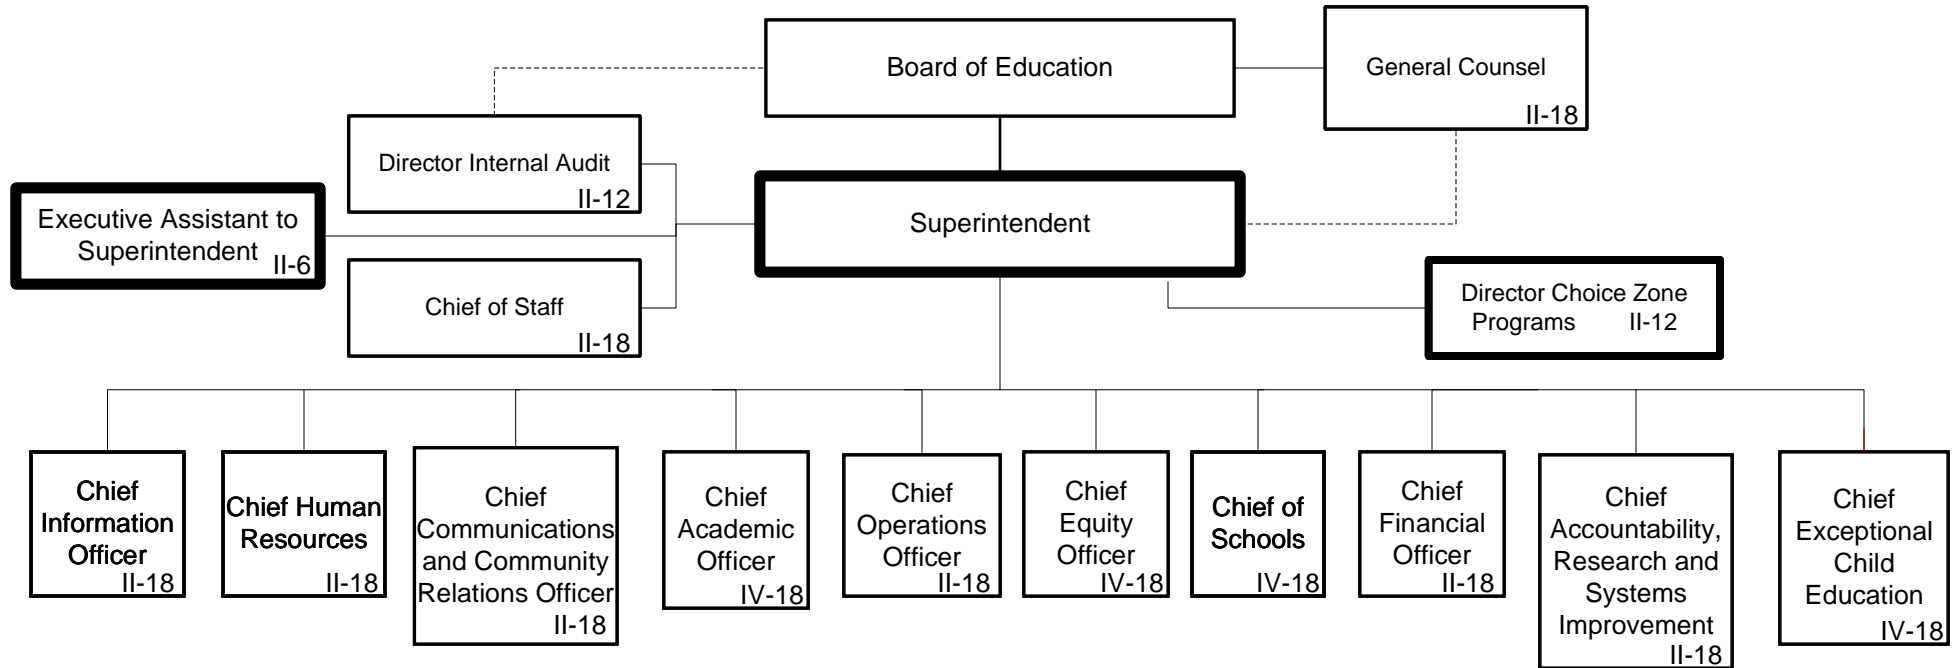 Board of Education
General Counsel
II-18
Director Internal Audit
II-12
Executive Assistant to
Superintendent II-6
Superintendent
Chief of Staff
II-18
Director Choice Zone
Programs II-12
Chief
Information
Officer
II-18
Chief Human
Resources
II-18
Chief
Communications
and Community
Relations Officer
II-18
Chief
Academic
Officer
IV-18
Chief
Operations
Officer
II-18
Chief
Equity
Officer
IV-18
Chief of
Schools
IV-18
Chief
Financial
Officer
II-18
Chief
Accountability,
Research and
Systems
Improvement
II-18
Chief
Exceptional
Child
Education
IV-18